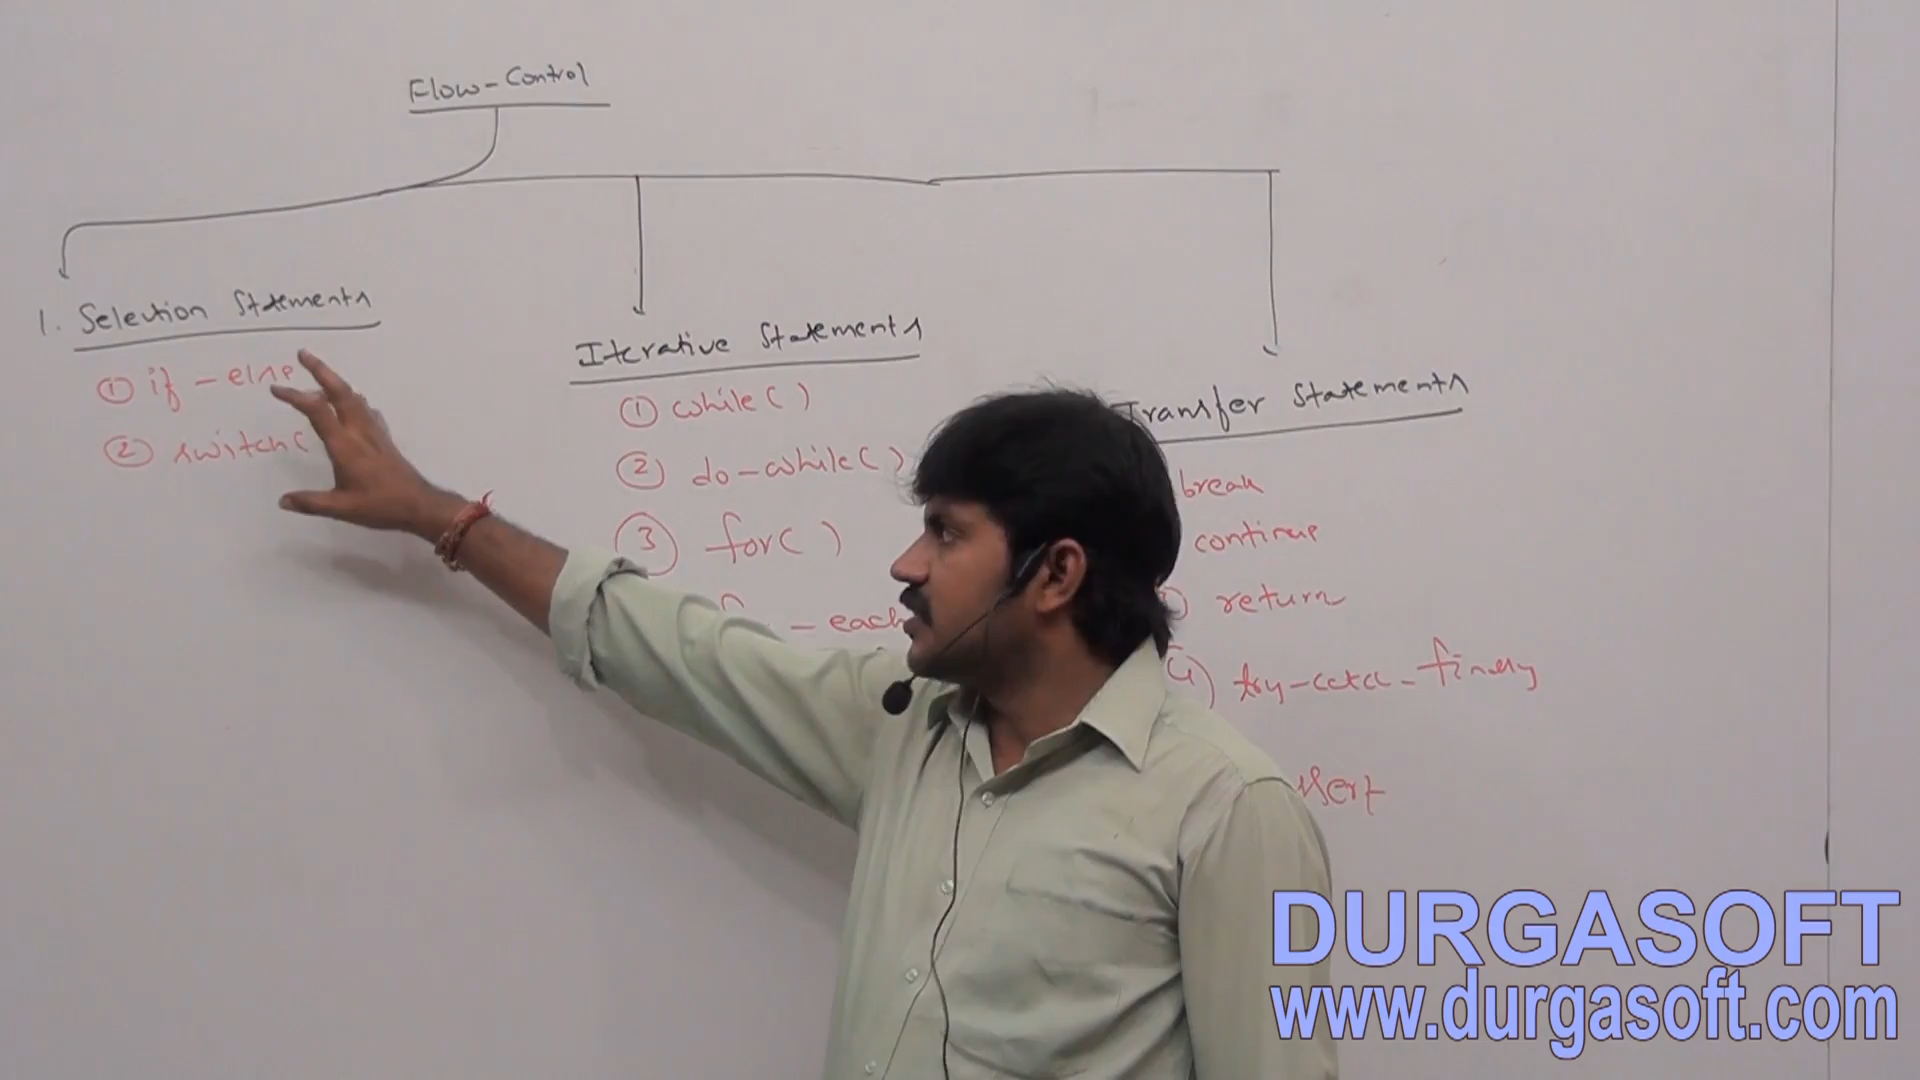 Flow-Control
1. Selection Statements
① if - else
② switch(
Iterative Statements
① while( )
② do-while( )
③ for( )
- each
Transfer Statements
break
continue
return
4) try-catch-finally
DURGASOFT
www.durgasoft.com